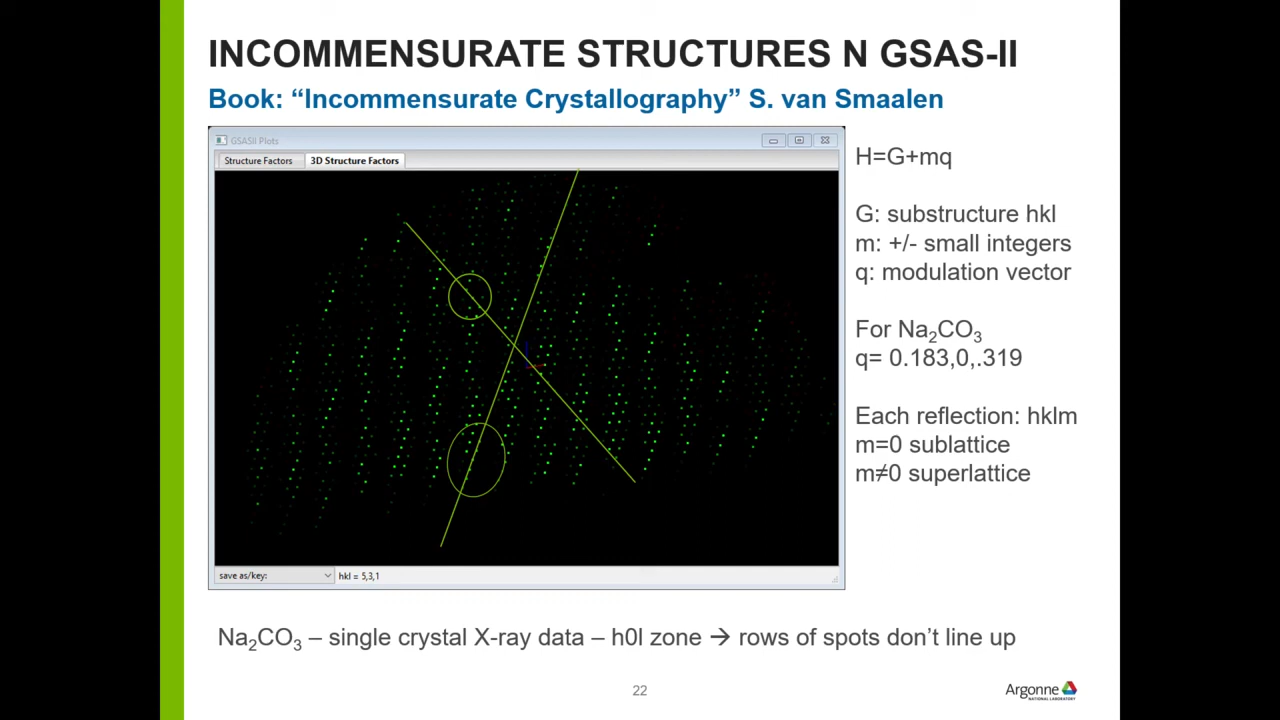 INCOMMENSURATE STRUCTURES N GSAS-II
Book: “Incommensurate Crystallography” S. van Smaalen
GSASII Plots
Structure Factors
3D Structure Factors
H=G+mq
G: substructure hkl
m: +/- small integers
q: modulation vector
For Na₂CO₃
q= 0.183,0,.319
Each reflection: hklm
m=0 sublattice
m≠0 superlattice
save as/key:
hkl = 5,3,1
Na₂CO₃ – single crystal X-ray data – h0l zone → rows of spots don’t line up
22
Argonne
NATIONAL LABORATORY